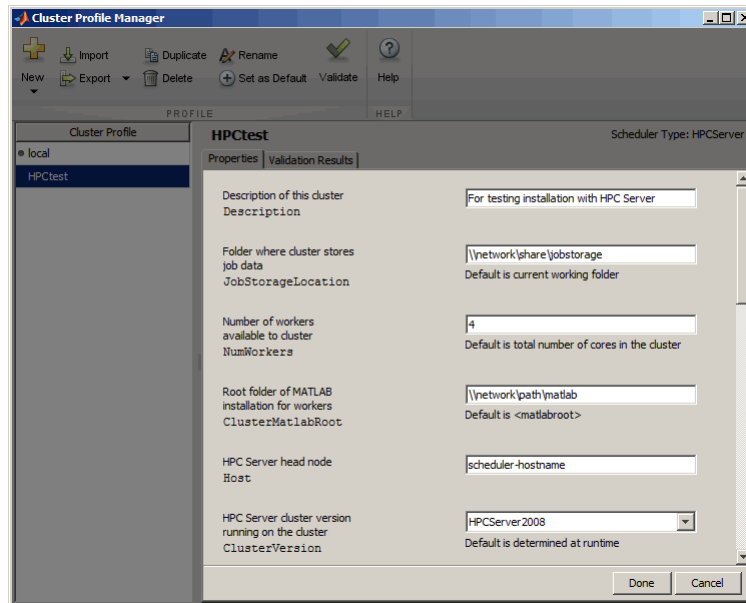 Cluster Profile Manager
New
Import
Export
Duplicate
Delete
Rename
Set as Default
Validate
Help
PROFILE
HELP
Cluster Profile
local
HPCtest
HPCtest
Scheduler Type: HPCServer
Properties
Validation Results
Description of this cluster
Description
For testing installation with HPC Server
Folder where cluster stores
job data
JobStorageLocation
\\network\share\jobstorage
Default is current working folder
Number of workers
available to cluster
NumWorkers
4
Default is total number of cores in the cluster
Root folder of MATLAB
installation for workers
ClusterMatlabRoot
\\network\path\matlab
Default is <matlabroot>
HPC Server head node
Host
scheduler-hostname
HPC Server cluster version
running on the cluster
ClusterVersion
HPCServer2008
Default is determined at runtime
Done
Cancel